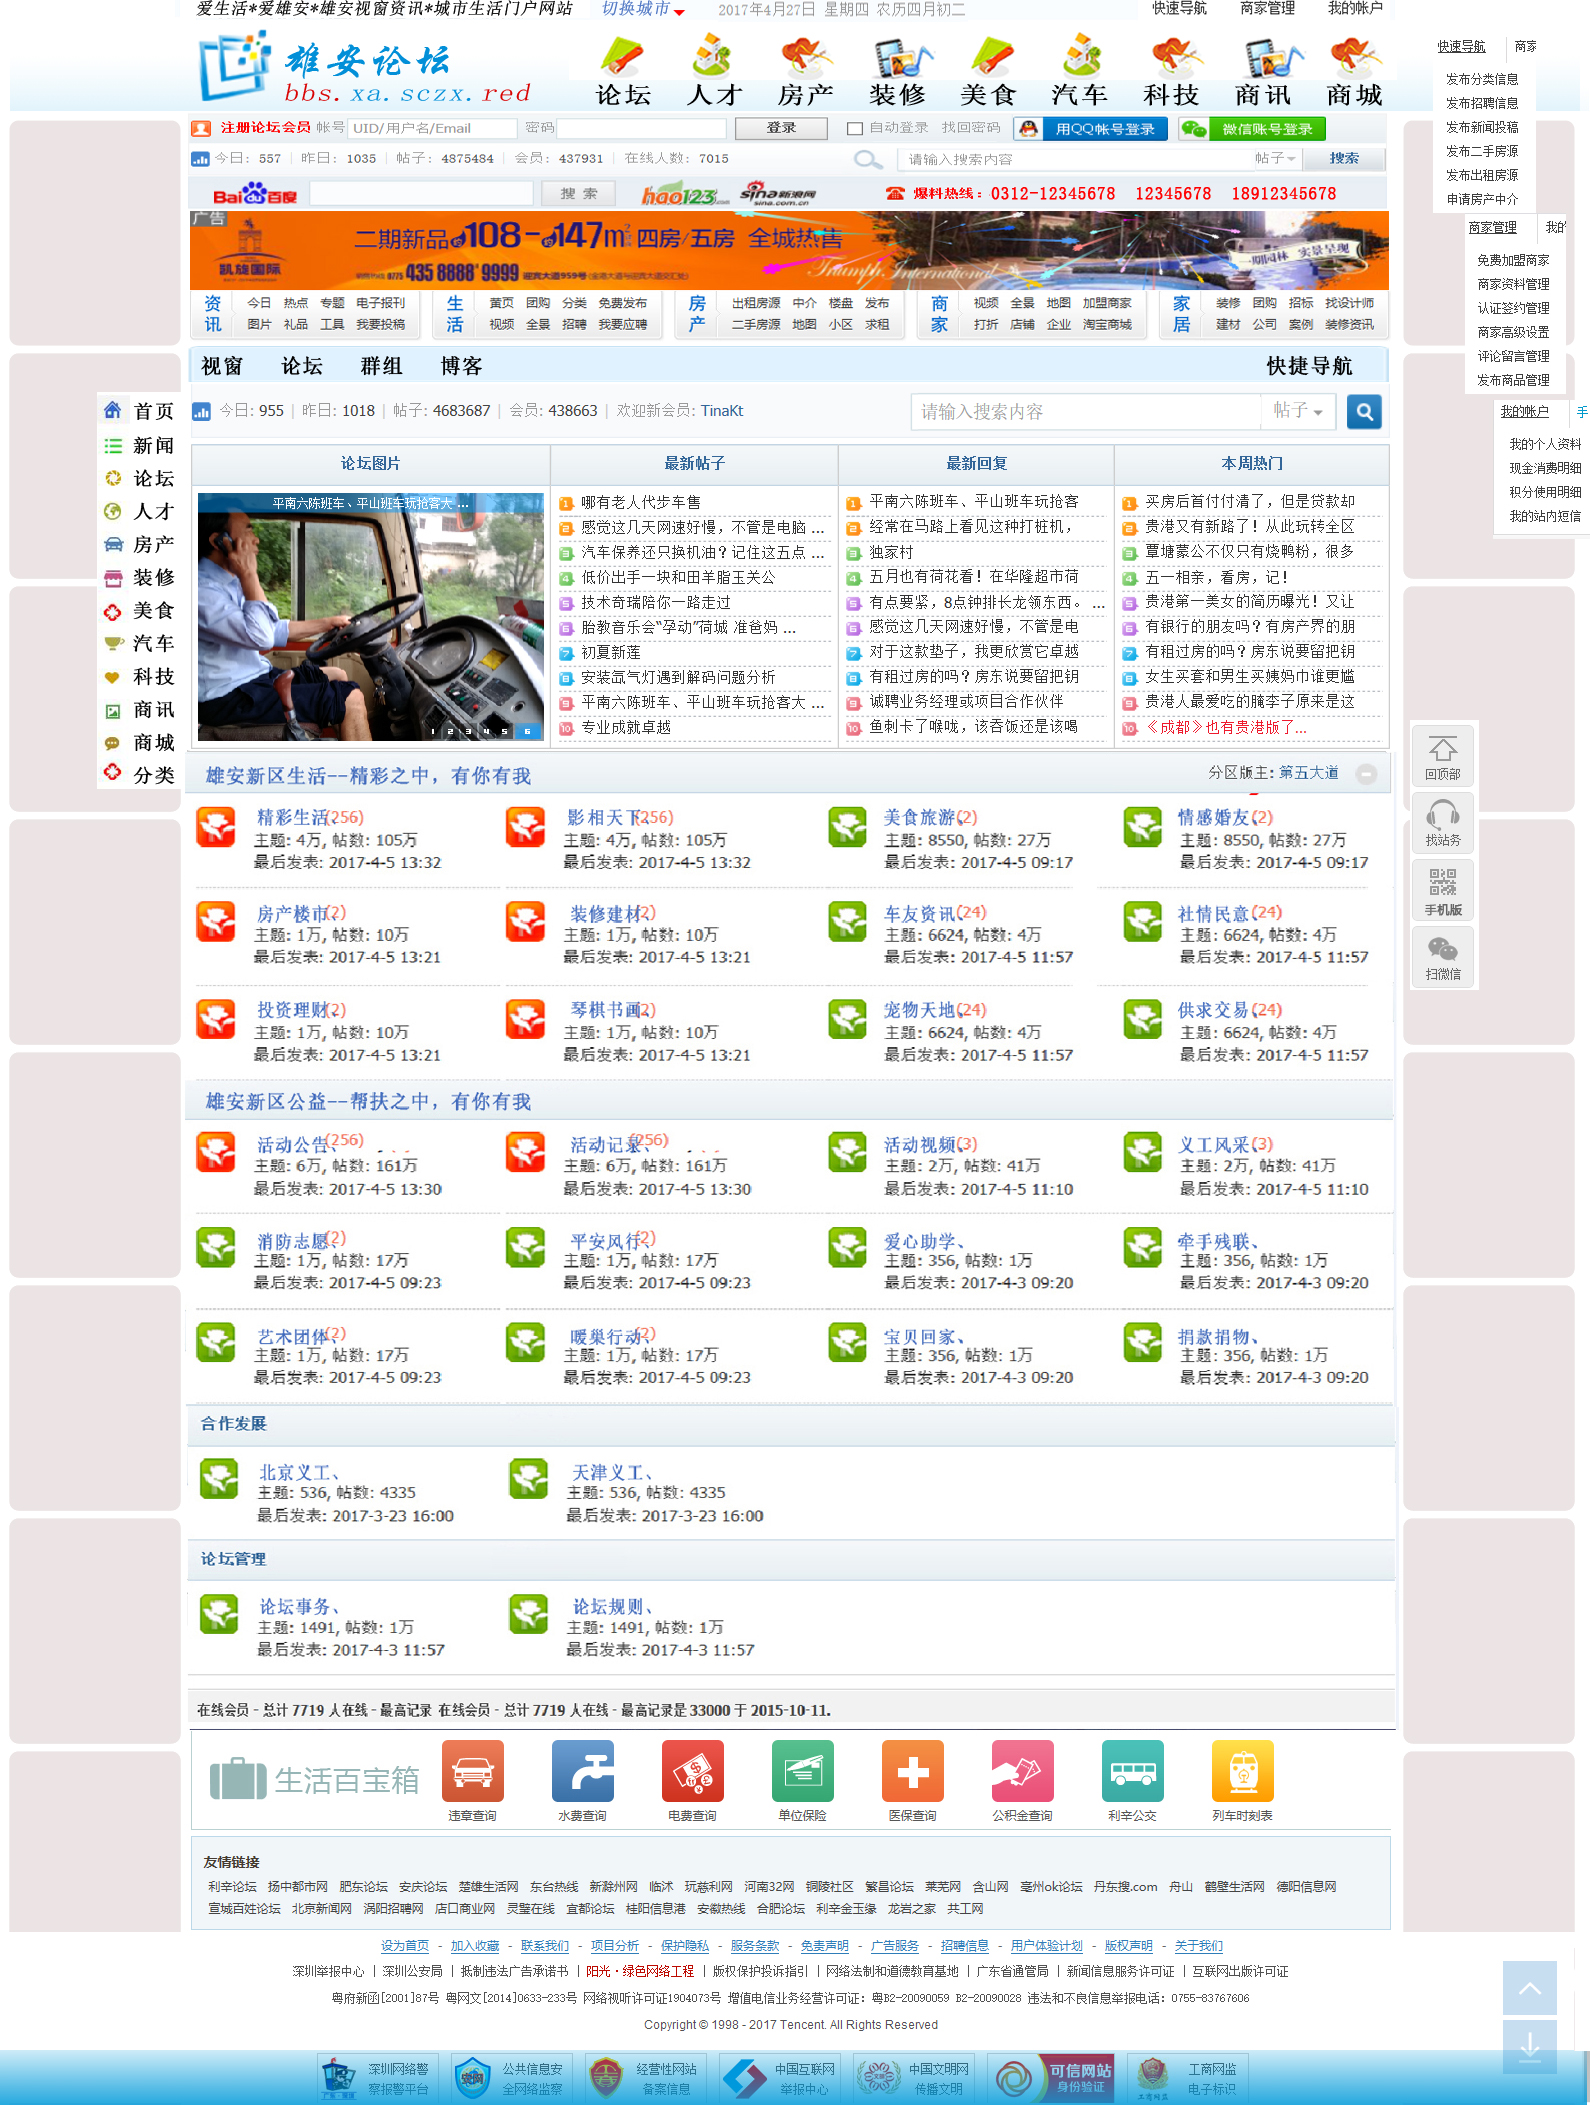 爱生活*爱雄安*雄安视窗资讯*城市生活门户网站 切换城市 2017年4月27日 星期四 农历四月初二 快速导航 商家管理 我的帐户
雄安论坛
bbs.xa.sczx.red
论坛 人才 房产 装修 美食 汽车 科技 商讯 商城
快速导航 商家
发布分类信息
发布招聘信息
发布新闻投稿
发布二手房源
发布出租房源
申请房产中介
商家管理 我的
免费加盟商家
商家资料管理
认证签约管理
商家高级设置
评论留言管理
发布商品管理
我的帐户 手
我的个人资料
现金消费明细
积分使用明细
我的站内短信
注册论坛会员 帐号 UID/用户名/Email 密码 登录 自动登录 找回密码 用QQ帐号登录 微信账号登录
今日: 557 昨日: 1035 帖子: 4875484 会员: 437931 在线人数: 7015 请输入搜索内容 帖子 搜索
Bai百度 搜 索 hao123 sina新浪网 sina.com.cn 爆料热线: 0312-12345678 12345678 18912345678
广告
凯旋国际 二期新品约108-约147m² 四房/五房 全城热售
0775 435 8888' 9999 迎宾大道959号
Triumph International 一期园林 实景呈现
资讯 今日 热点 专题 电子报刊 图片 礼品 工具 我要投稿
生活 黄页 团购 分类 免费发布 视频 全景 招聘 我要应聘
房产 出租房源 中介 楼盘 发布 二手房源 地图 小区 求租
商家 视频 全景 地图 加盟商家 打折 店铺 企业 淘宝商城
家居 装修 团购 招标 找设计师 建材 公司 案例 装修资讯
视窗 论坛 群组 博客 快捷导航
今日: 955 | 昨日: 1018 | 帖子: 4683687 | 会员: 438663 | 欢迎新会员: TinaKt 请输入搜索内容 帖子
首页
新闻
论坛
人才
房产
装修
美食
汽车
科技
商讯
商城
分类
论坛图片
平南六陈班车、平山班车玩抢客大 ...
1 2 3 4 5 6
最新帖子
1 哪有老人代步车售
2 感觉这几天网速好慢，不管是电脑 ...
3 汽车保养还只换机油？记住这五点 ...
4 低价出手一块和田羊脂玉关公
5 技术奇瑞陪你一路走过
6 胎教音乐会“孕动”荷城 准爸妈 ...
7 初夏新莲
8 安装氙气灯遇到解码问题分析
9 平南六陈班车、平山班车玩抢客大 ...
10 专业成就卓越
最新回复
1 平南六陈班车、平山班车玩抢客
2 经常在马路上看见这种打桩机，
3 独家村
4 五月也有荷花看！在华隆超市荷
5 有点要紧，8点钟排长龙领东西。 ...
6 感觉这几天网速好慢，不管是电
7 对于这款垫子，我更欣赏它卓越
8 有租过房的吗？房东说要留把钥
9 诚聘业务经理或项目合作伙伴
10 鱼刺卡了喉咙，该吞饭还是该喝
本周热门
1 买房后首付付清了，但是贷款却
2 贵港又有新路了！从此玩转全区
3 覃塘蒙公不仅只有烧鸭粉，很多
4 五一相亲，看房，记！
5 贵港第一美女的简历曝光！又让
6 有银行的朋友吗？有房产界的朋
7 有租过房的吗？房东说要留把钥
8 女生买套和男生买姨妈巾谁更尴
9 贵港人最爱吃的腌李子原来是这
10 《成都》也有贵港版了...
回顶部
找站务
手机版
扫微信
雄安新区生活--精彩之中，有你有我 分区版主: 第五大道
精彩生活、(256) 影相天下、(256) 美食旅游、(2) 情感婚友、(2)
主题: 4万, 帖数: 105万 主题: 4万, 帖数: 105万 主题: 8550, 帖数: 27万 主题: 8550, 帖数: 27万
最后发表: 2017-4-5 13:32 最后发表: 2017-4-5 13:32 最后发表: 2017-4-5 09:17 最后发表: 2017-4-5 09:17
房产楼市、(2) 装修建材、(2) 车友资讯、(24) 社情民意、(24)
主题: 1万, 帖数: 10万 主题: 1万, 帖数: 10万 主题: 6624, 帖数: 4万 主题: 6624, 帖数: 4万
最后发表: 2017-4-5 13:21 最后发表: 2017-4-5 13:21 最后发表: 2017-4-5 11:57 最后发表: 2017-4-5 11:57
投资理财、(2) 琴棋书画、(2) 宠物天地、(24) 供求交易、(24)
主题: 1万, 帖数: 10万 主题: 1万, 帖数: 10万 主题: 6624, 帖数: 4万 主题: 6624, 帖数: 4万
最后发表: 2017-4-5 13:21 最后发表: 2017-4-5 13:21 最后发表: 2017-4-5 11:57 最后发表: 2017-4-5 11:57
雄安新区公益--帮扶之中，有你有我
活动公告、(256) 活动记录、(256) 活动视频、(3) 义工风采、(3)
主题: 6万, 帖数: 161万 主题: 6万, 帖数: 161万 主题: 2万, 帖数: 41万 主题: 2万, 帖数: 41万
最后发表: 2017-4-5 13:30 最后发表: 2017-4-5 13:30 最后发表: 2017-4-5 11:10 最后发表: 2017-4-5 11:10
消防志愿、(2) 平安风行、(2) 爱心助学、 牵手残联、
主题: 1万, 帖数: 17万 主题: 1万, 帖数: 17万 主题: 356, 帖数: 1万 主题: 356, 帖数: 1万
最后发表: 2017-4-5 09:23 最后发表: 2017-4-5 09:23 最后发表: 2017-4-3 09:20 最后发表: 2017-4-3 09:20
艺术团体、(2) 暖巢行动、(2) 宝贝回家、 捐款捐物、
主题: 1万, 帖数: 17万 主题: 1万, 帖数: 17万 主题: 356, 帖数: 1万 主题: 356, 帖数: 1万
最后发表: 2017-4-5 09:23 最后发表: 2017-4-5 09:23 最后发表: 2017-4-3 09:20 最后发表: 2017-4-3 09:20
合作发展
北京义工、 天津义工、
主题: 536, 帖数: 4335 主题: 536, 帖数: 4335
最后发表: 2017-3-23 16:00 最后发表: 2017-3-23 16:00
论坛管理
论坛事务、 论坛规则、
主题: 1491, 帖数: 1万 主题: 1491, 帖数: 1万
最后发表: 2017-4-3 11:57 最后发表: 2017-4-3 11:57
在线会员 - 总计 7719 人在线 - 最高记录 在线会员 - 总计 7719 人在线 - 最高记录是 33000 于 2015-10-11.
生活百宝箱 违章查询 水费查询 电费查询 单位保险 医保查询 公积金查询 利辛公交 列车时刻表
友情链接
利辛论坛 扬中都市网 肥东论坛 安庆论坛 楚雄生活网 东台热线 新滁州网 临沭 玩慈利网 河南32网 铜陵社区 繁昌论坛 莱芜网 含山网 亳州ok论坛 丹东搜.com 舟山 鹤壁生活网 德阳信息网
宣城百姓论坛 北京新闻网 涡阳招聘网 店口商业网 灵璧在线 宜都论坛 桂阳信息港 安徽热线 合肥论坛 利辛金玉缘 龙岩之家 共工网
设为首页 - 加入收藏 - 联系我们 - 项目分析 - 保护隐私 - 服务条款 - 免责声明 - 广告服务 - 招聘信息 - 用户体验计划 - 版权声明 - 关于我们
深圳举报中心 | 深圳公安局 | 抵制违法广告承诺书 | 阳光·绿色网络工程 | 版权保护投诉指引 | 网络法制和道德教育基地 | 广东省通管局 | 新闻信息服务许可证 | 互联网出版许可证
粤府新函[2001]87号 粤网文[2014]0633-233号 网络视听许可证1904073号 增值电信业务经营许可证：粤B2-20090059 B2-20090028 违法和不良信息举报电话：0755-83767606
Copyright © 1998 - 2017 Tencent. All Rights Reserved
深圳网络警察报警平台 公共信息安全网络监察 经营性网站备案信息 中国互联网举报中心 中国文明网传播文明 可信网站身份验证 工商网监电子标识